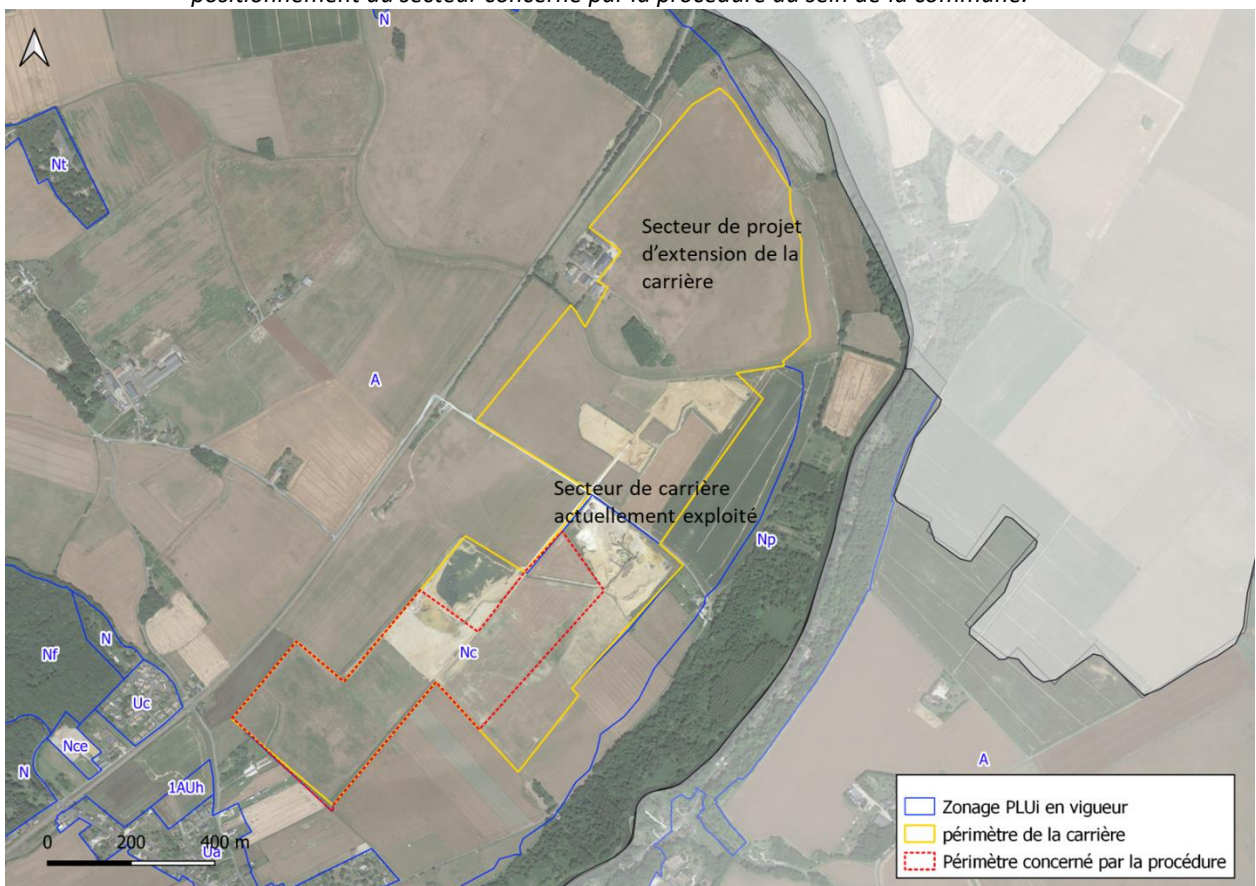 positionnement du secteur concerné par la procédure au sein de la commune.
N
Nt
Secteur de projet
d'extension de la
carrière
A
Secteur de carrière
actuellement exploité
Np
N
Nf
Nc
Uc
Nce
N
A
1AUh
Ua
0 200 400 m
Zonage PLUi en vigueur
périmètre de la carrière
Périmètre concerné par la procédure